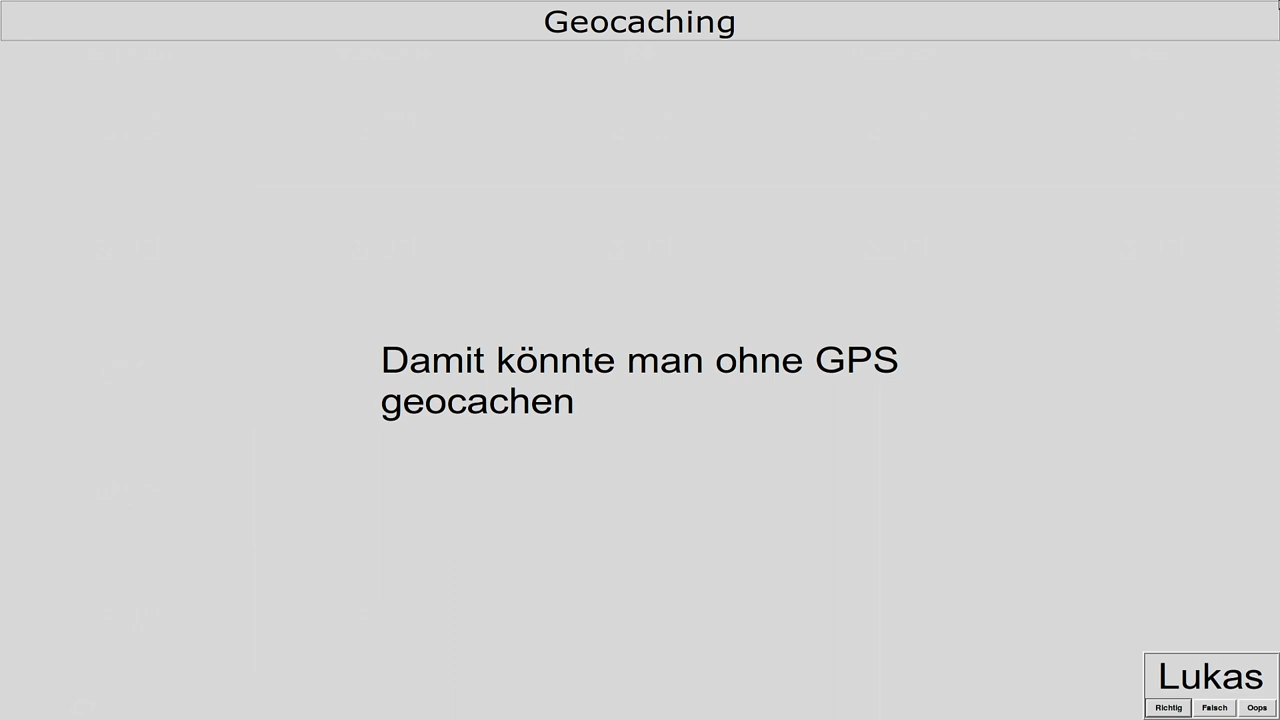 Geocaching
Damit könnte man ohne GPS
geocachen
Lukas
Richtig Falsch Oops